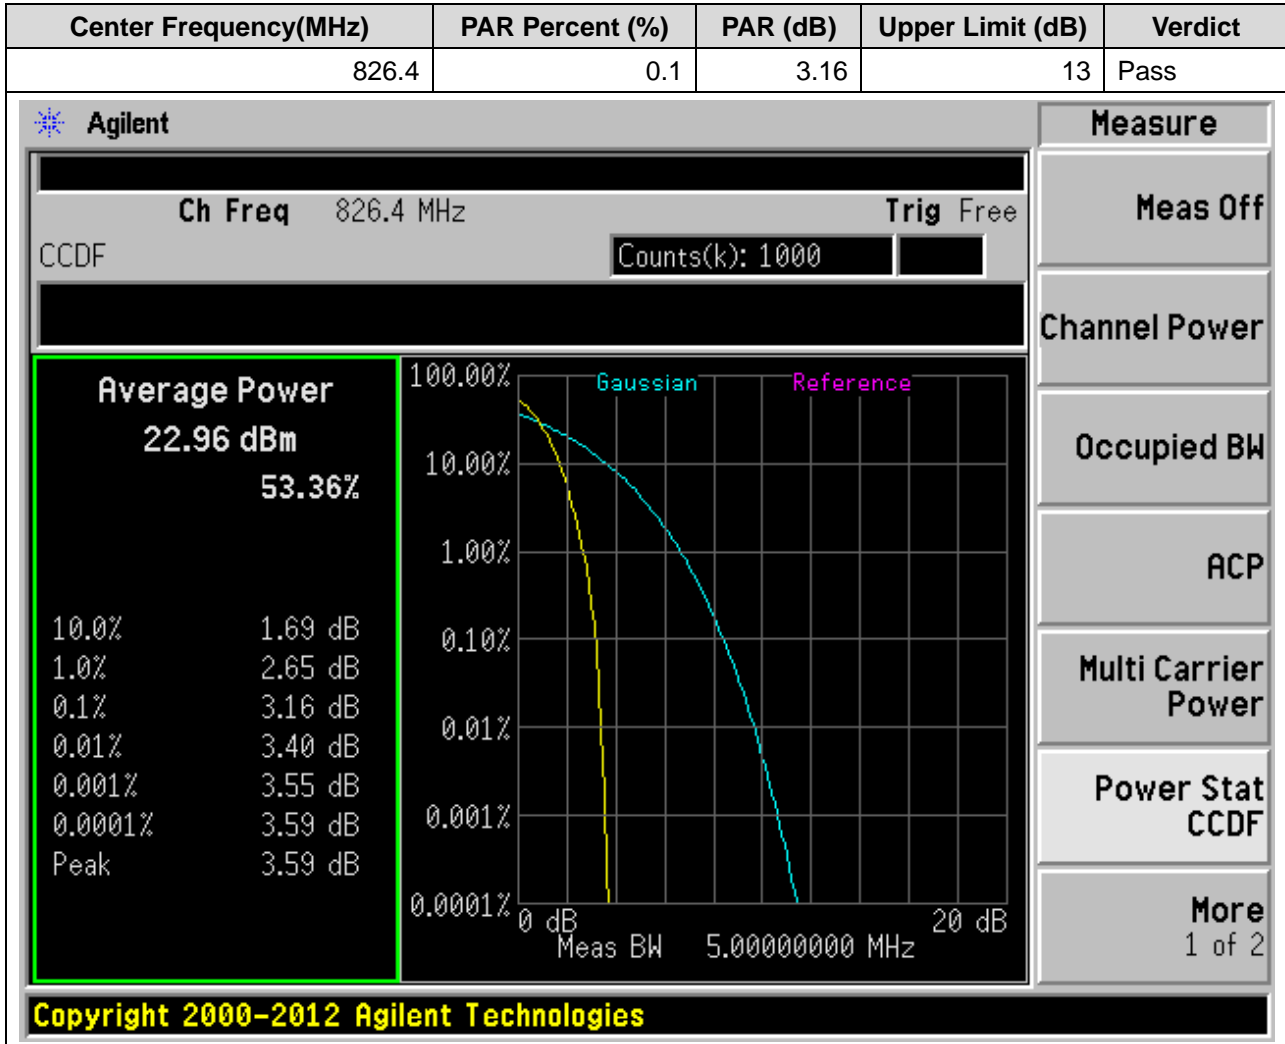 Center Frequency(MHz) PAR Percent (%) PAR (dB) Upper Limit (dB) Verdict
826.4 0.1 3.16 13 Pass
Agilent
Measure
Ch Freq 826.4 MHz Trig Free
CCDF Counts(k): 1000
Meas Off
Channel Power
Occupied BW
ACP
Multi Carrier
Power
Power Stat
CCDF
More
1 of 2
Average Power
22.96 dBm
53.36%
10.0% 1.69 dB
1.0% 2.65 dB
0.1% 3.16 dB
0.01% 3.40 dB
0.001% 3.55 dB
0.0001% 3.59 dB
Peak 3.59 dB
Gaussian Reference
100.00%
10.00%
1.00%
0.10%
0.01%
0.001%
0.0001%
0 dB 20 dB
Meas BW 5.00000000 MHz
Copyright 2000-2012 Agilent Technologies